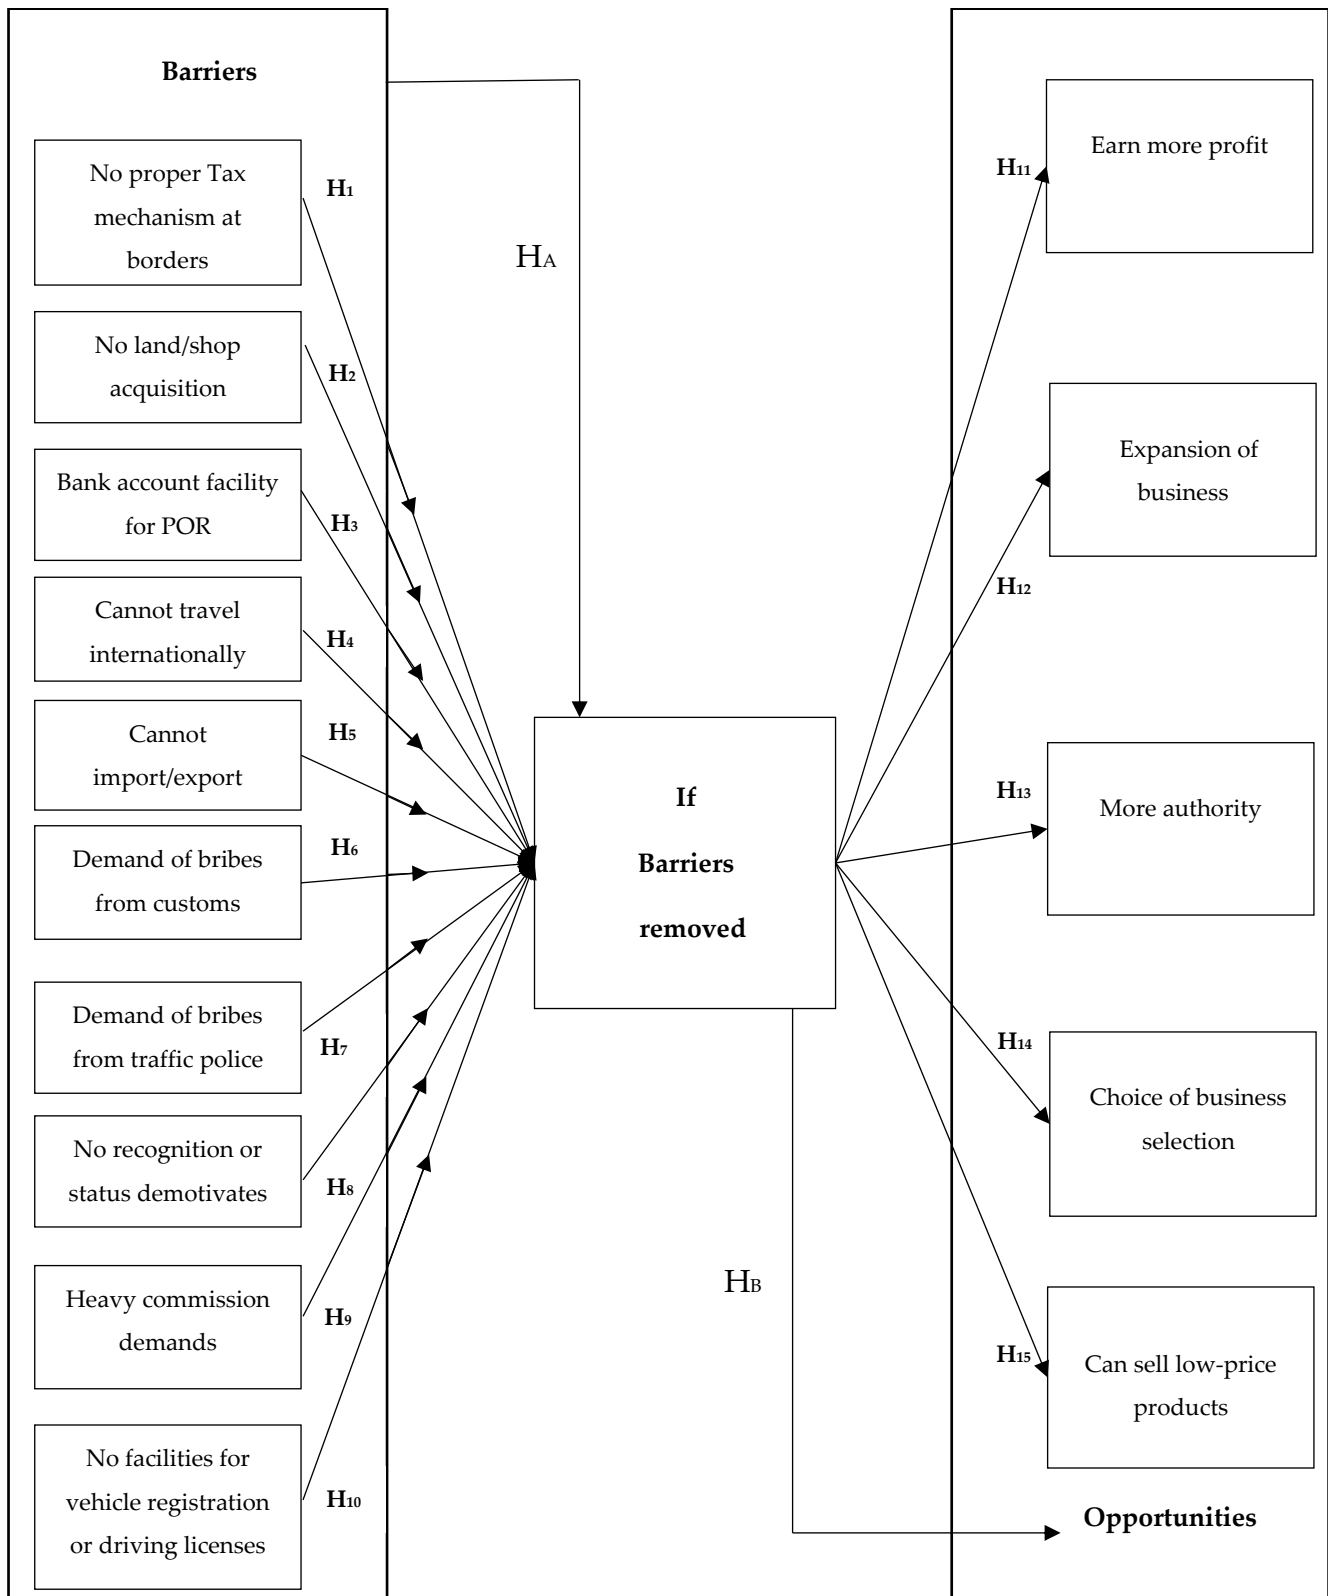 Barriers
No proper Tax
mechanism at
borders
H1
No land/shop
acquisition
H2
Bank account facility
for POR
H3
Cannot travel
internationally
H4
Cannot
import/export
H5
Demand of bribes
from customs
H6
Demand of bribes
from traffic police
H7
No recognition or
status demotivates
H8
Heavy commission
demands
H9
No facilities for
vehicle registration
or driving licenses
H10
HA
If
Barriers
removed
HB
H11
Earn more profit
H12
Expansion of
business
H13
More authority
H14
Choice of business
selection
H15
Can sell low-price
products
Opportunities